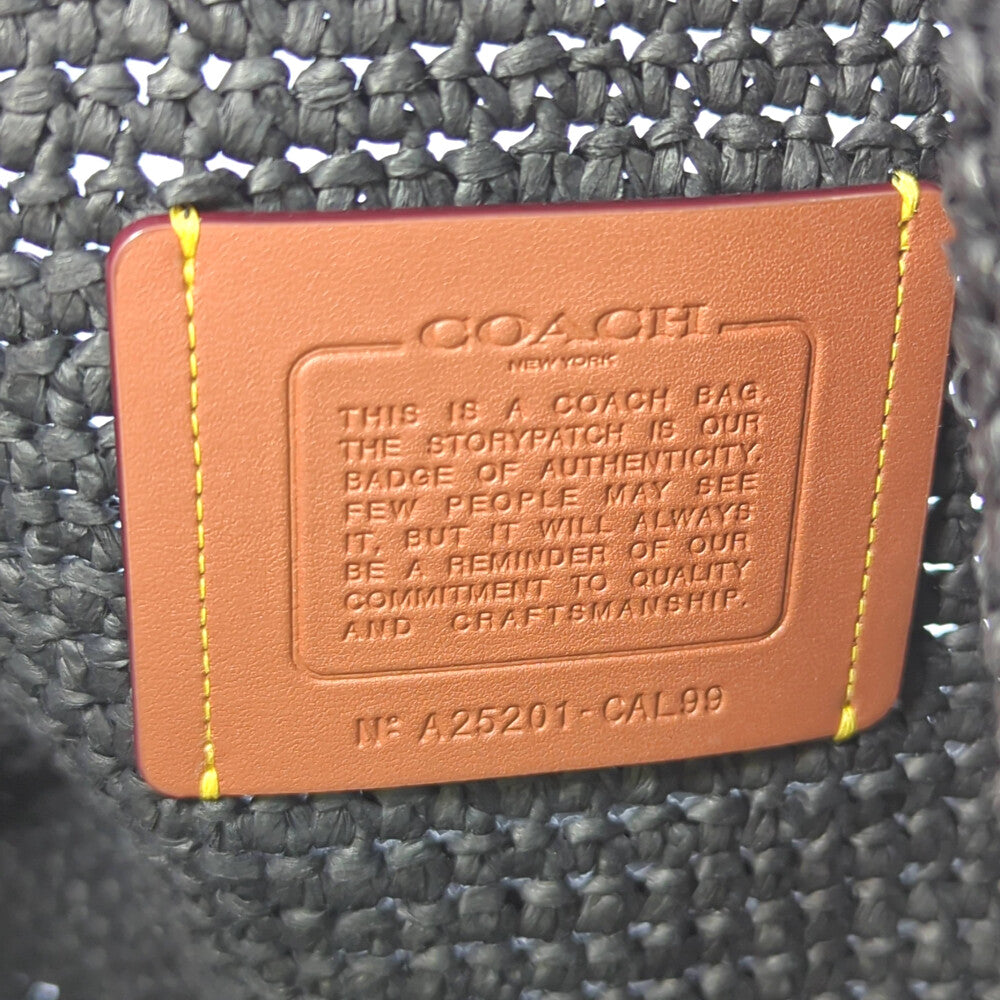 COACH
NEW YORK
THIS IS A COACH BAG.
THE STORYPATCH IS OUR
BADGE OF AUTHENTICITY.
FEW PEOPLE MAY SEE
IT, BUT IT WILL ALWAYS
BE A REMINDER OF OUR
COMMITMENT TO QUALITY
AND CRAFTSMANSHIP.
Nº A25201-CAL99